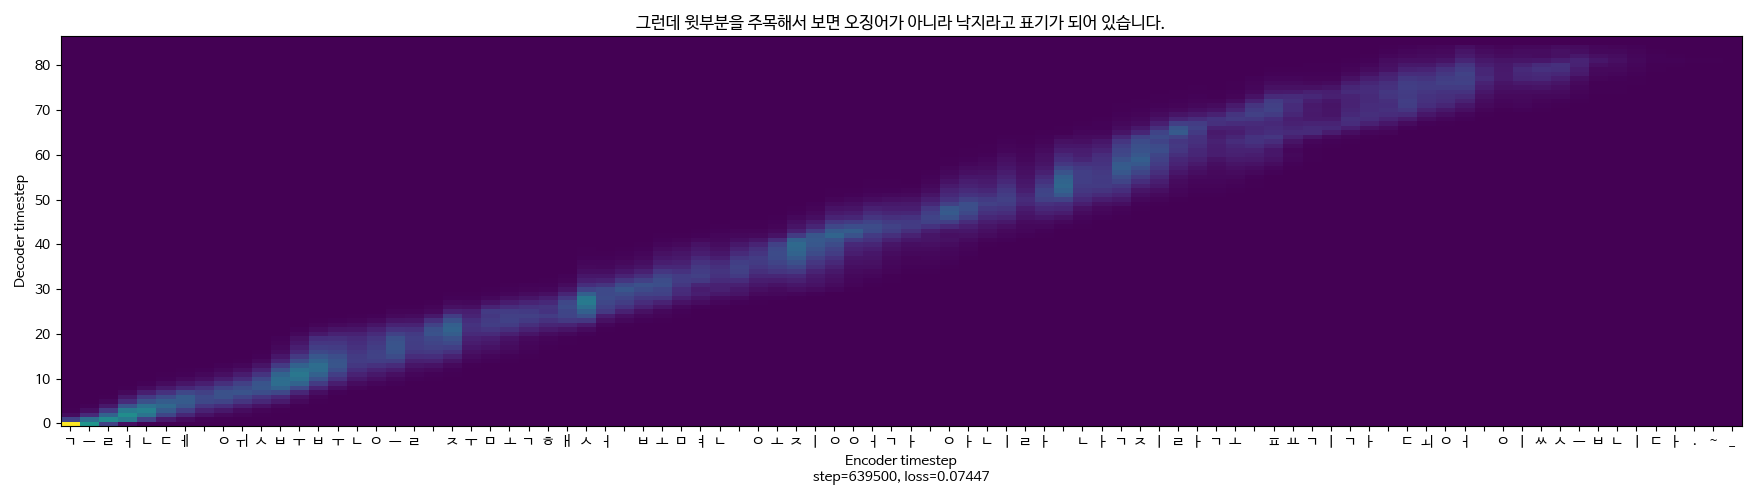 그런데 윗부분을 주목해서 보면 오징어가 아니라 낙지라고 표기가 되어 있습니다.
80
70
60
50
40
30
20
10
0
Decoder timestep
ㄱ ㅡ ㄹ ㅓ ㄴ ㄷ ㅔ ㅇ ㅟ ㅅ ㅂ ㅜ ㅂ ㅜ ㄴ ㅇ ㅡ ㄹ ㅈ ㅜ ㅁ ㅗ ㄱ ㅎ ㅐ ㅅ ㅓ ㅂ ㅗ ㅁ ㅕ ㄴ ㅇ ㅗ ㅈ ㅣ ㅇ ㅇ ㅓ ㄱ ㅏ ㅇ ㅏ ㄴ ㅣ ㄹ ㅏ ㄴ ㅏ ㄱ ㅈ ㅣ ㄹ ㅏ ㄱ ㅗ ㅍ ㅛ ㄱ ㅣ ㄱ ㅏ ㄷ ㅚ ㅇ ㅓ ㅇ ㅣ ㅆ ㅅ ㅡ ㅂ ㄴ ㅣ ㄷ ㅏ . ~ _
Encoder timestep
step=639500, loss=0.07447